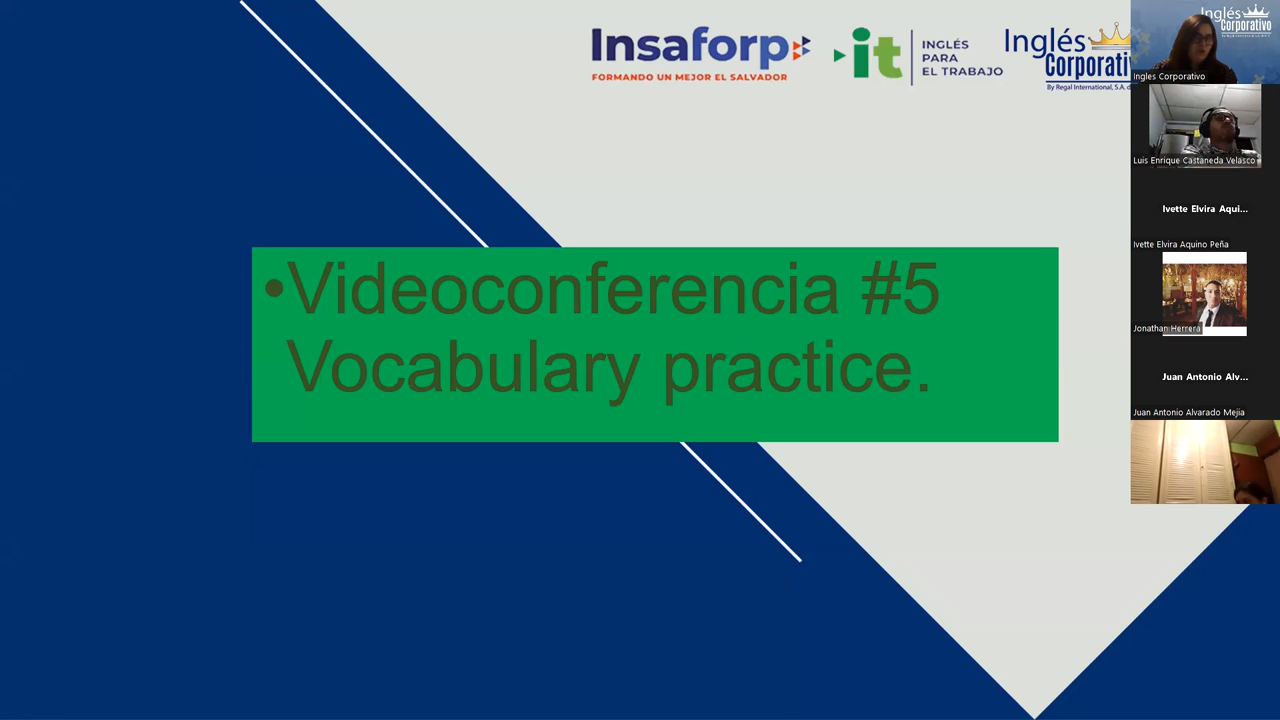 Insaforp
FORMANDO UN MEJOR EL SALVADOR
it
INGLÉS
PARA
EL TRABAJO
Inglés
Corporativ
By Regal International, S.A. d
•Videoconferencia #5
Vocabulary practice.
Inglés
Corporativo
Ingles Corporativo
Luis Enrique Castaneda Velasco
Ivette Elvira Aqui...
Ivette Elvira Aquino Peña
Jonathan Herrera
Juan Antonio Alv...
Juan Antonio Alvarado Mejia